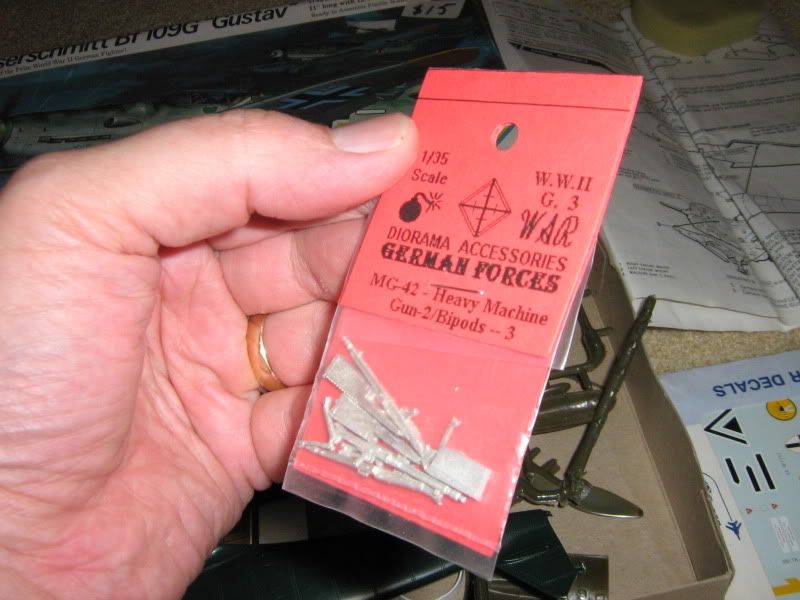 serschmitt Bf 109G "Gustav"
$15
1/35
Scale
W.W.II
G. 3
WAR
DIORAMA ACCESSORIES
GERMAN FORCES
MG-42 - Heavy Machine
Gun-2/Bipods -- 3
R DECALS